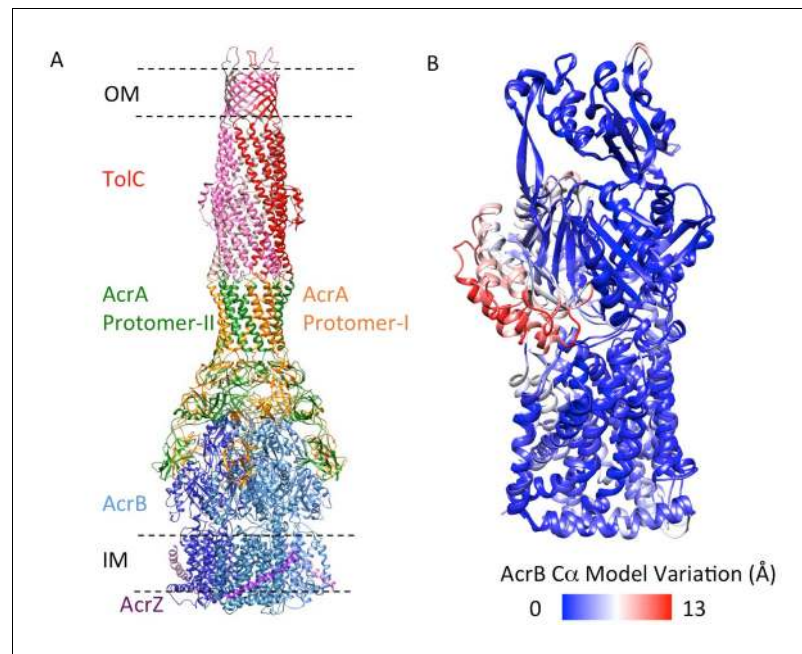 A
B
OM
TolC
AcrA
Protomer-II
AcrA
Protomer-I
AcrB
IM
AcrZ
AcrB Cα Model Variation (Å)
0
13